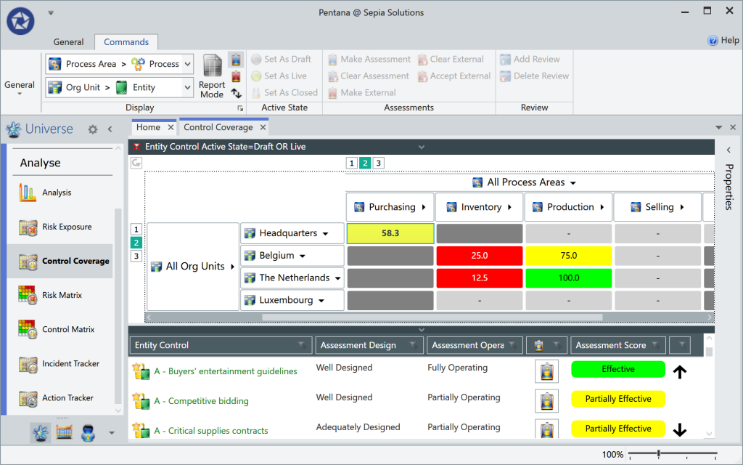 Pentana @ Sepia Solutions
General
Commands
Help
General
Process Area > Process
Org Unit > Entity
Report
Mode
Display
Set As Draft
Set As Live
Set As Closed
Active State
Make Assessment
Clear Assessment
Make External
Clear External
Accept External
Assessments
Add Review
Delete Review
Review
Universe
Home
Control Coverage
Entity Control Active State=Draft OR Live
Properties
Analyse
Analysis
Risk Exposure
Control Coverage
Risk Matrix
Control Matrix
Incident Tracker
Action Tracker
1 2 3
All Process Areas
Purchasing Inventory Production Selling
1
2
3
All Org Units
Headquarters 58.3 - -
Belgium 25.0 75.0 -
The Netherlands 12.5 100.0 -
Luxembourg - - -
Entity Control Assessment Design Assessment Opera Assessment Score
A - Buyers' entertainment guidelines Well Designed Fully Operating Effective
A - Competitive bidding Well Designed Partially Operating Partially Effective
A - Critical supplies contracts Adequately Designed Partially Operating Partially Effective
100%